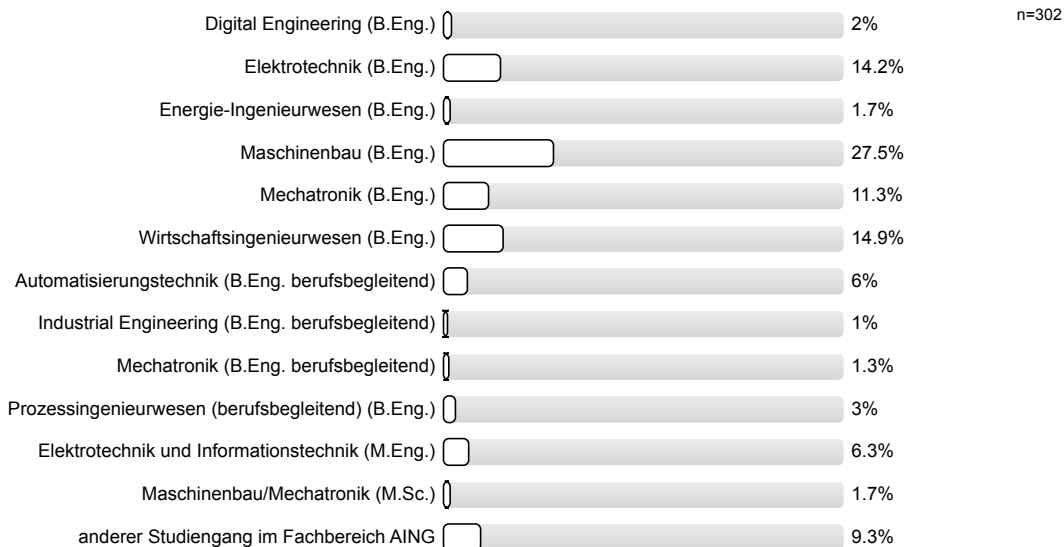 n=302
Digital Engineering (B.Eng.) 2%
Elektrotechnik (B.Eng.) 14.2%
Energie-Ingenieurwesen (B.Eng.) 1.7%
Maschinenbau (B.Eng.) 27.5%
Mechatronik (B.Eng.) 11.3%
Wirtschaftsingenieurwesen (B.Eng.) 14.9%
Automatisierungstechnik (B.Eng. berufsbegleitend) 6%
Industrial Engineering (B.Eng. berufsbegleitend) 1%
Mechatronik (B.Eng. berufsbegleitend) 1.3%
Prozessingenieurwesen (berufsbegleitend) (B.Eng.) 3%
Elektrotechnik und Informationstechnik (M.Eng.) 6.3%
Maschinenbau/Mechatronik (M.Sc.) 1.7%
anderer Studiengang im Fachbereich AING 9.3%